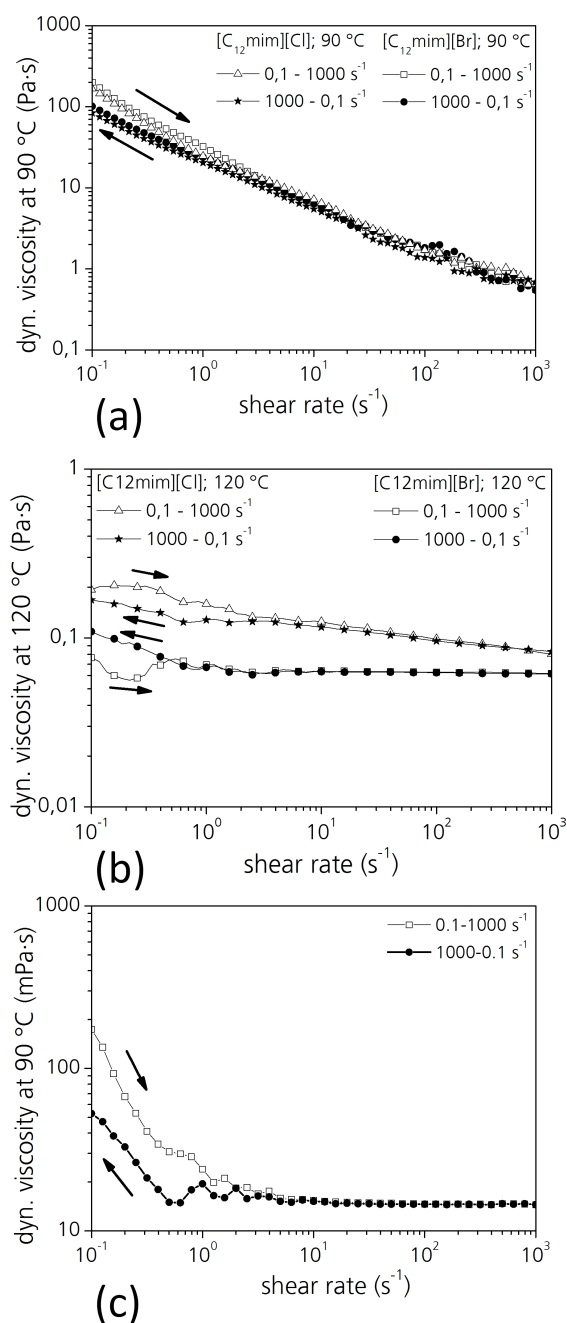 [C12mim][Cl]; 90 °C
0,1 - 1000 s-1
1000 - 0,1 s-1
[C12mim][Br]; 90 °C
0,1 - 1000 s-1
1000 - 0,1 s-1
dyn. viscosity at 90 °C (Pa·s)
1000
100
10
1
0,1
10-1
100
101
102
103
shear rate (s-1)
(a)
[C12mim][Cl]; 120 °C
0,1 - 1000 s-1
1000 - 0,1 s-1
[C12mim][Br]; 120 °C
0,1 - 1000 s-1
1000 - 0,1 s-1
dyn. viscosity at 120 °C (Pa·s)
1
0,1
0,01
10-1
100
101
102
103
shear rate (s-1)
(b)
0.1-1000 s-1
1000-0.1 s-1
dyn. viscosity at 90 °C (mPa·s)
1000
100
10
10-1
100
101
102
103
shear rate (s-1)
(c)